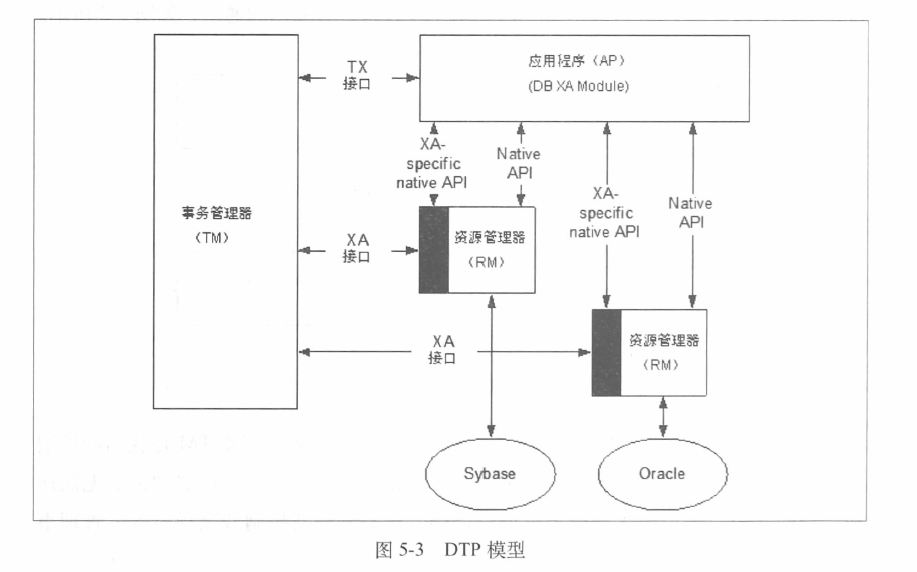 TX
接口
应用程序（AP）
(DB XA Module)
XA-
specific
native API
Native
API
XA-
specific
native API
Native
API
事务管理器
（TM）
XA
接口
资源管理器
（RM）
XA
接口
资源管理器
（RM）
Sybase
Oracle
图 5-3 DTP 模型